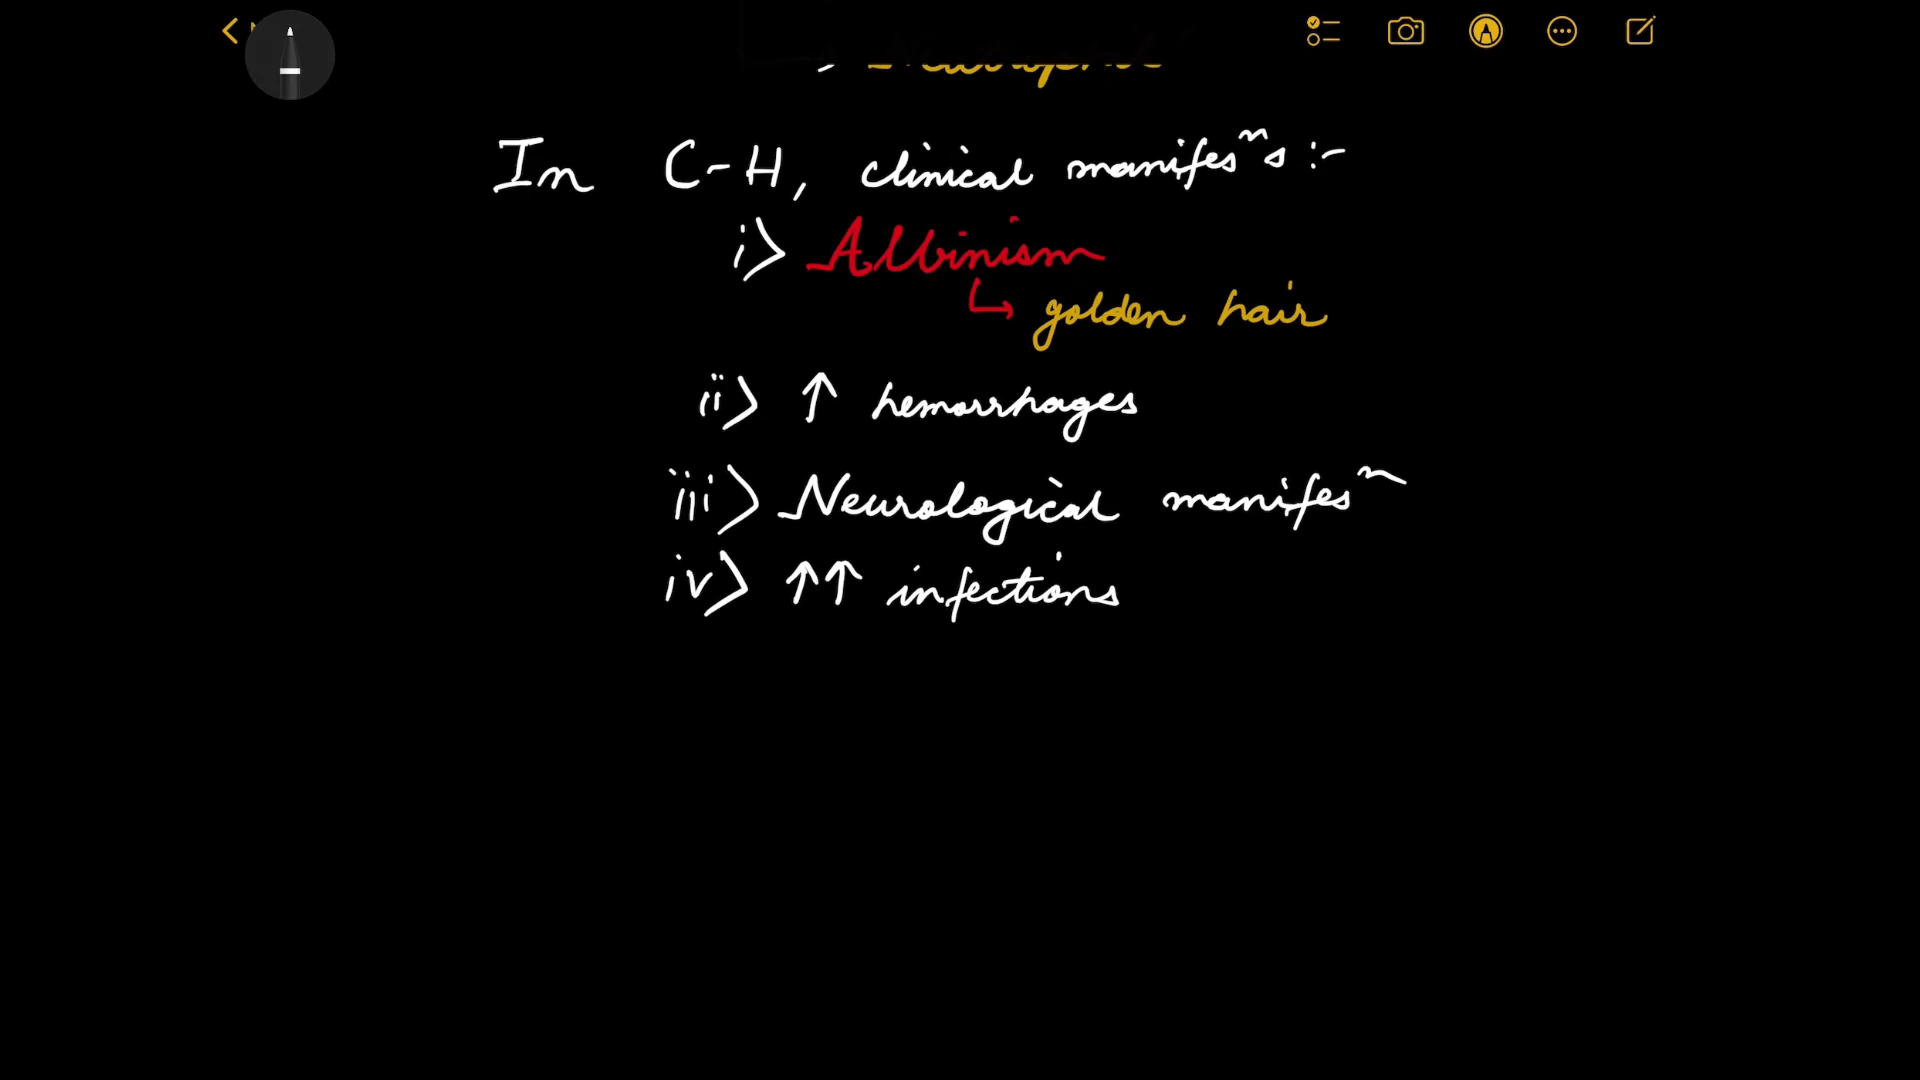 In C-H, clinical manifesⁿs :-
i> Albinism
↳ golden hair
ii> ↑ hemorrhages
iii> Neurological manifesⁿ
iv> ↑↑ infections